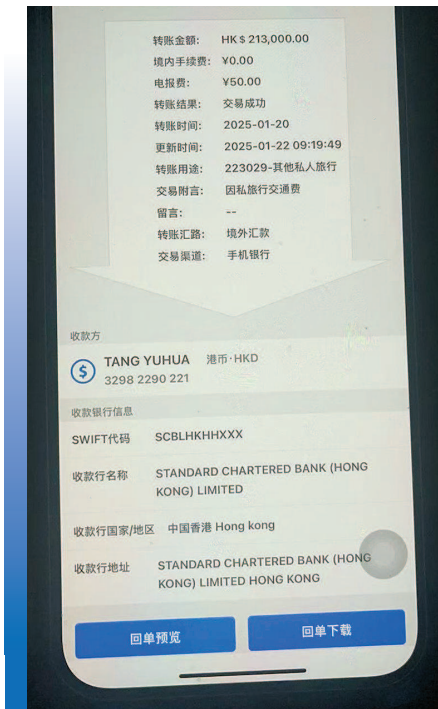 转账金额: HK$213,000.00
境内手续费: ¥0.00
电报费: ¥50.00
转账结果: 交易成功
转账时间: 2025-01-20
更新时间: 2025-01-22 09:19:49
转账用途: 223029-其他私人旅行
交易附言: 因私旅行交通费
留言: --
转账汇路: 境外汇款
交易渠道: 手机银行
收款方
$ TANG YUHUA 港币·HKD
3298 2290 221
收款银行信息
SWIFT代码 SCBLHKHHXXX
收款行名称 STANDARD CHARTERED BANK (HONG
KONG) LIMITED
收款行国家/地区 中国香港 Hong kong
收款行地址 STANDARD CHARTERED BANK (HONG
KONG) LIMITED HONG KONG
回单预览 回单下载